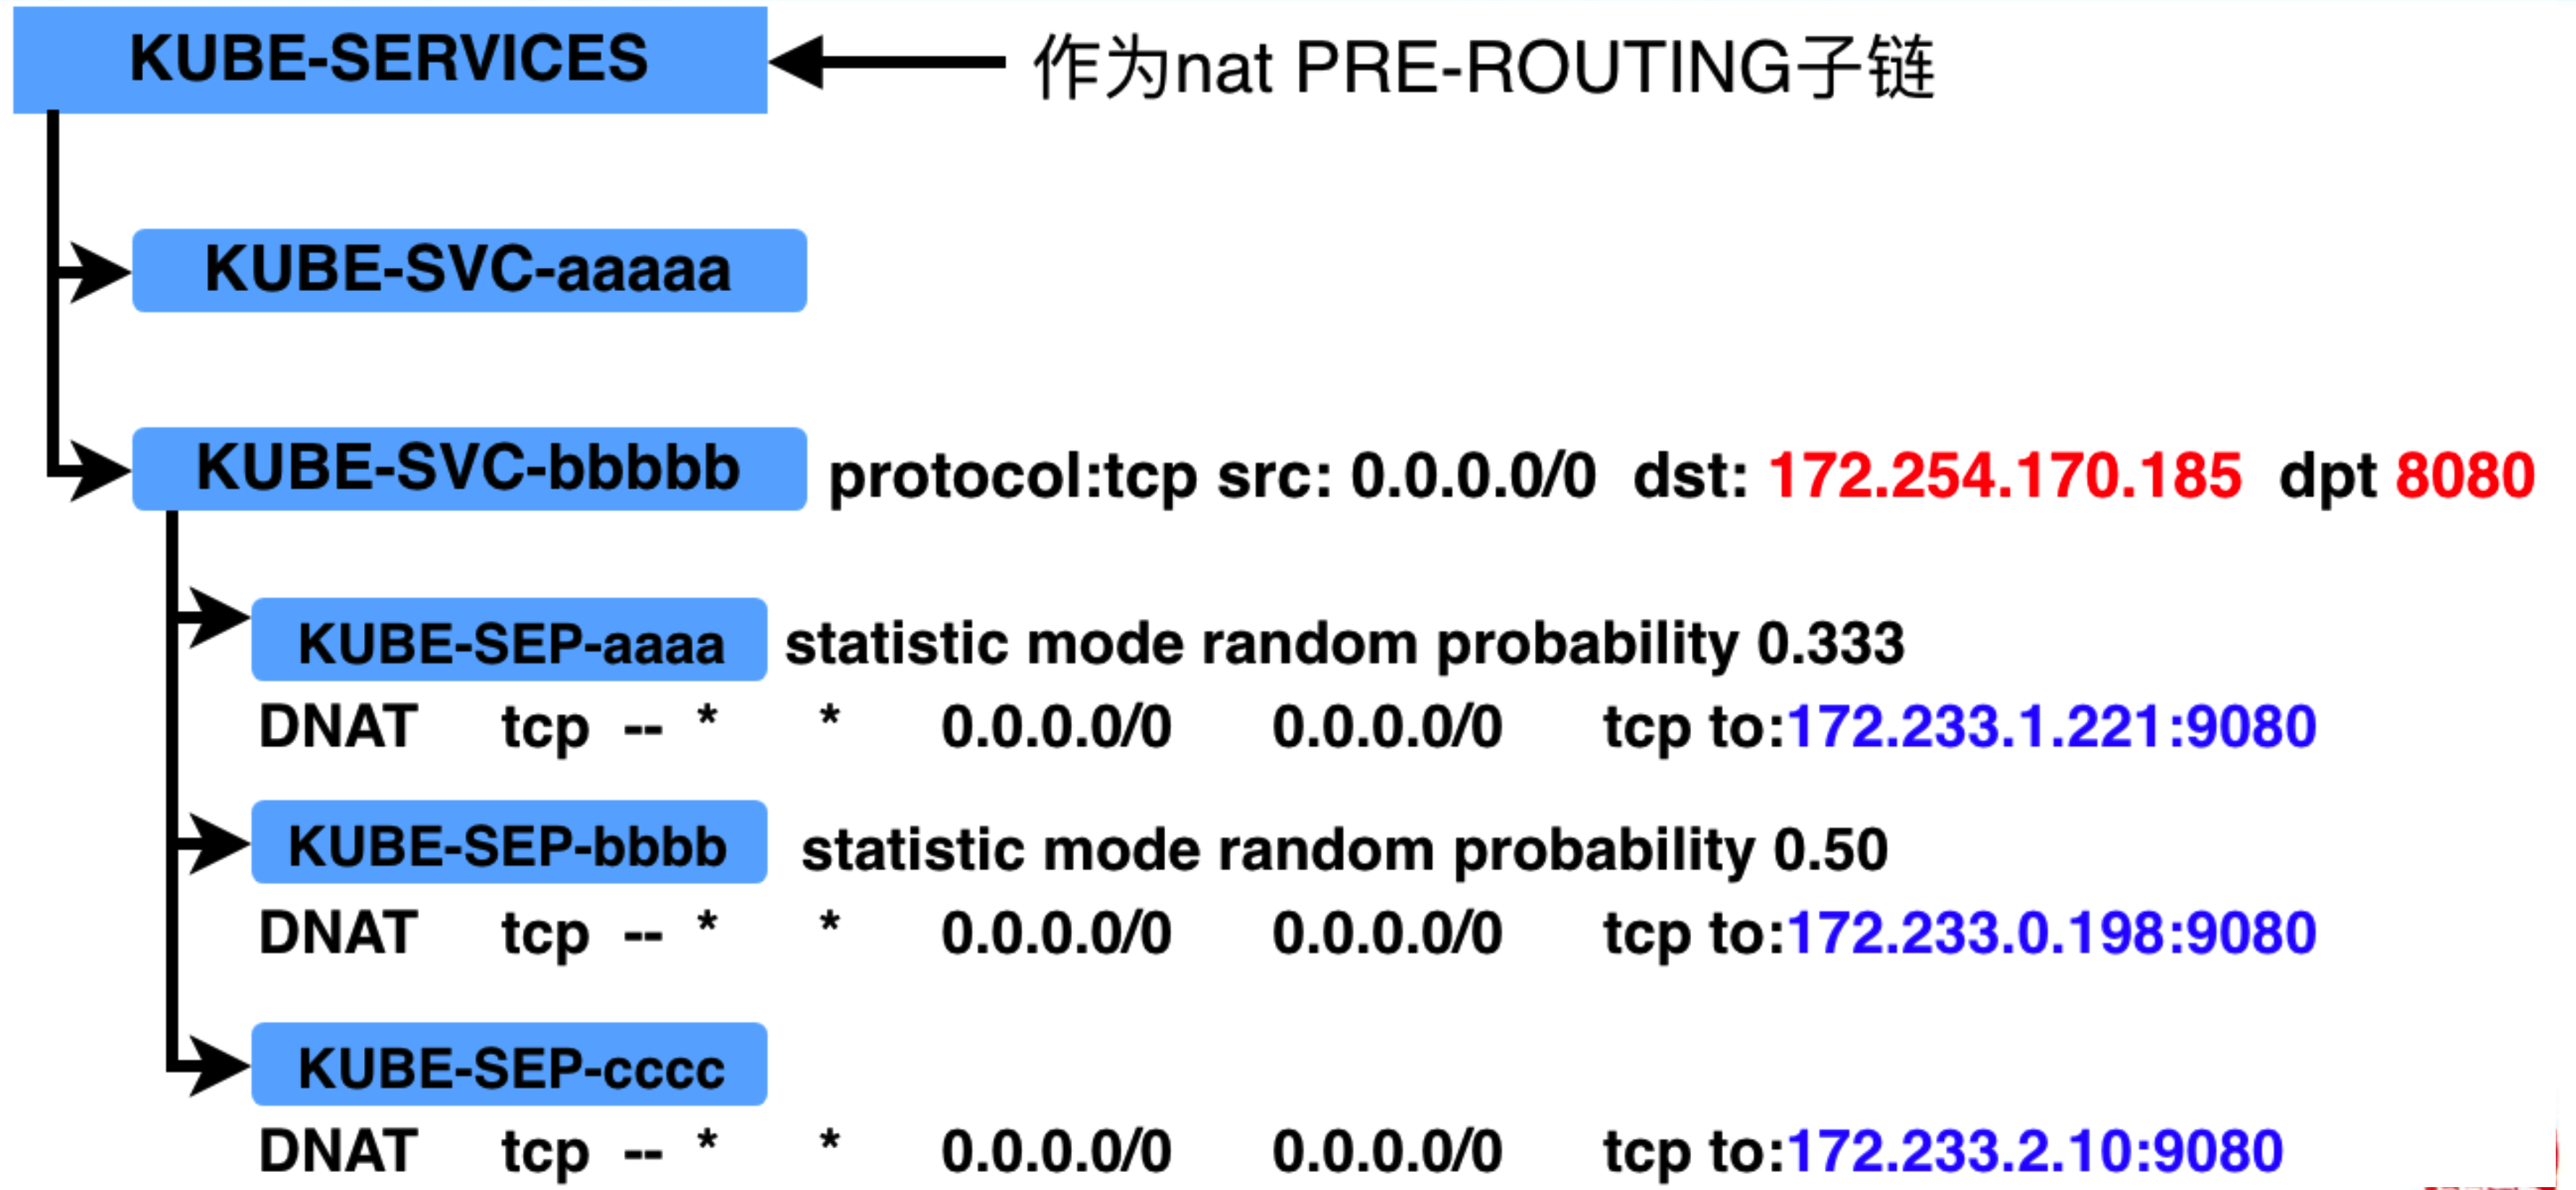 KUBE-SERVICES 作为nat PRE-ROUTING子链
KUBE-SVC-aaaaa
KUBE-SVC-bbbbb protocol:tcp src: 0.0.0.0/0 dst: 172.254.170.185 dpt 8080
KUBE-SEP-aaaa statistic mode random probability 0.333
DNAT tcp -- * * 0.0.0.0/0 0.0.0.0/0 tcp to:172.233.1.221:9080
KUBE-SEP-bbbb statistic mode random probability 0.50
DNAT tcp -- * * 0.0.0.0/0 0.0.0.0/0 tcp to:172.233.0.198:9080
KUBE-SEP-cccc
DNAT tcp -- * * 0.0.0.0/0 0.0.0.0/0 tcp to:172.233.2.10:9080